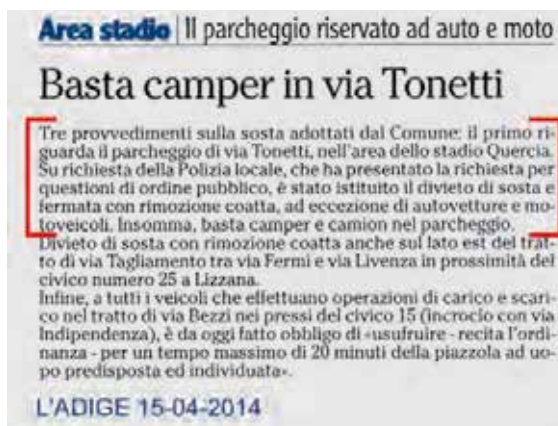 Area stadio | Il parcheggio riservato ad auto e moto
Basta camper in via Tonetti
Tre provvedimenti sulla sosta adottati dal Comune: il primo ri-
guarda il parcheggio di via Tonetti, nell'area dello stadio Quercia.
Su richiesta della Polizia locale, che ha presentato la richiesta per
questioni di ordine pubblico, è stato istituito il divieto di sosta e
fermata con rimozione coatta, ad eccezione di autovetture e mo-
toveicoli. Insomma, basta camper e camion nel parcheggio.
Divieto di sosta con rimozione coatta anche sul lato est del trat-
to di via Tagliamento tra via Fermi e via Livenza in prossimità del
civico numero 25 a Lizzana.
Infine, a tutti i veicoli che effettuano operazioni di carico e scari-
co nel tratto di via Bezzi nei pressi del civico 15 (incrocio con via
Indipendenza), è da oggi fatto obbligo di «usufruire - recita l'ordi-
nanza - per un tempo massimo di 20 minuti della piazzola ad uo-
po predisposta ed individuata».
L'ADIGE 15-04-2014